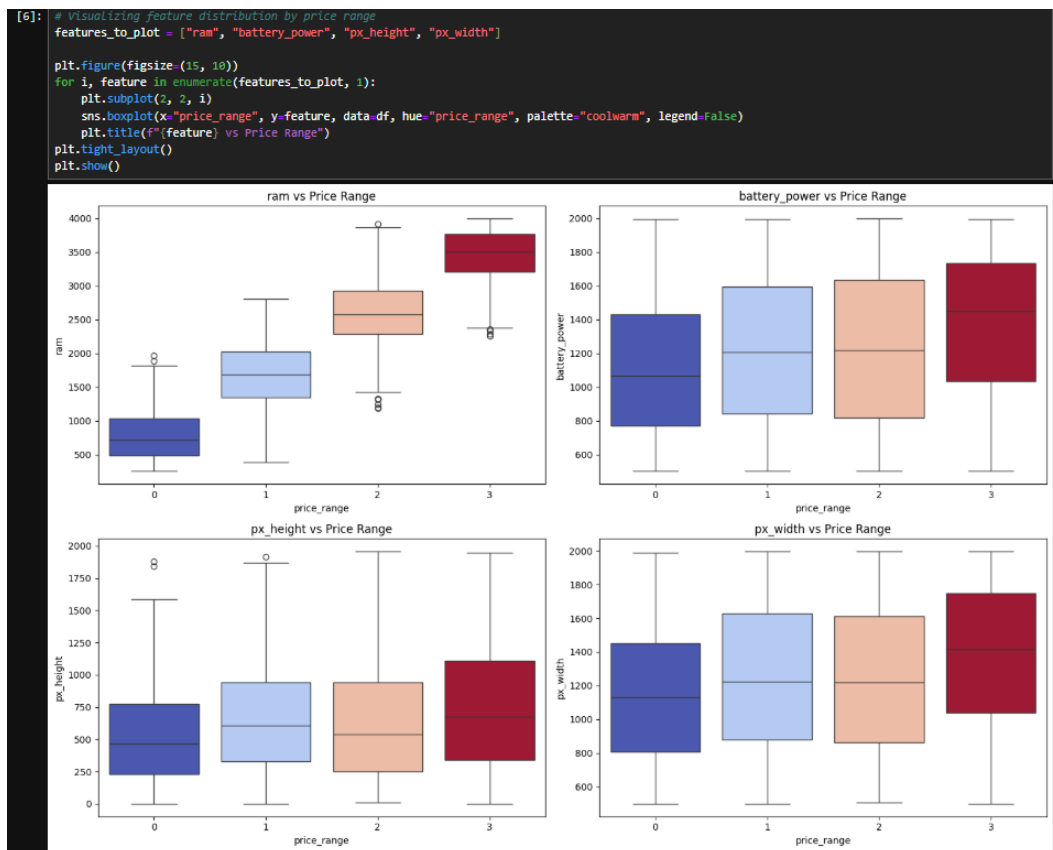 [6]: # Visualizing feature distribution by price range
features_to_plot = ["ram", "battery_power", "px_height", "px_width"]
plt.figure(figsize=(15, 10))
for i, feature in enumerate(features_to_plot, 1):
    plt.subplot(2, 2, i)
    sns.boxplot(x="price_range", y=feature, data=df, hue="price_range", palette="coolwarm", legend=False)
    plt.title(f"{feature} vs Price Range")
plt.tight_layout()
plt.show()
ram vs Price Range
4000
3500
3000
2500
2000
1500
1000
500
ram
0 1 2 3
price_range
battery_power vs Price Range
2000
1800
1600
1400
1200
1000
800
600
battery_power
0 1 2 3
price_range
px_height vs Price Range
2000
1750
1500
1250
1000
750
500
250
0
px_height
0 1 2 3
price_range
px_width vs Price Range
2000
1800
1600
1400
1200
1000
800
600
px_width
0 1 2 3
price_range